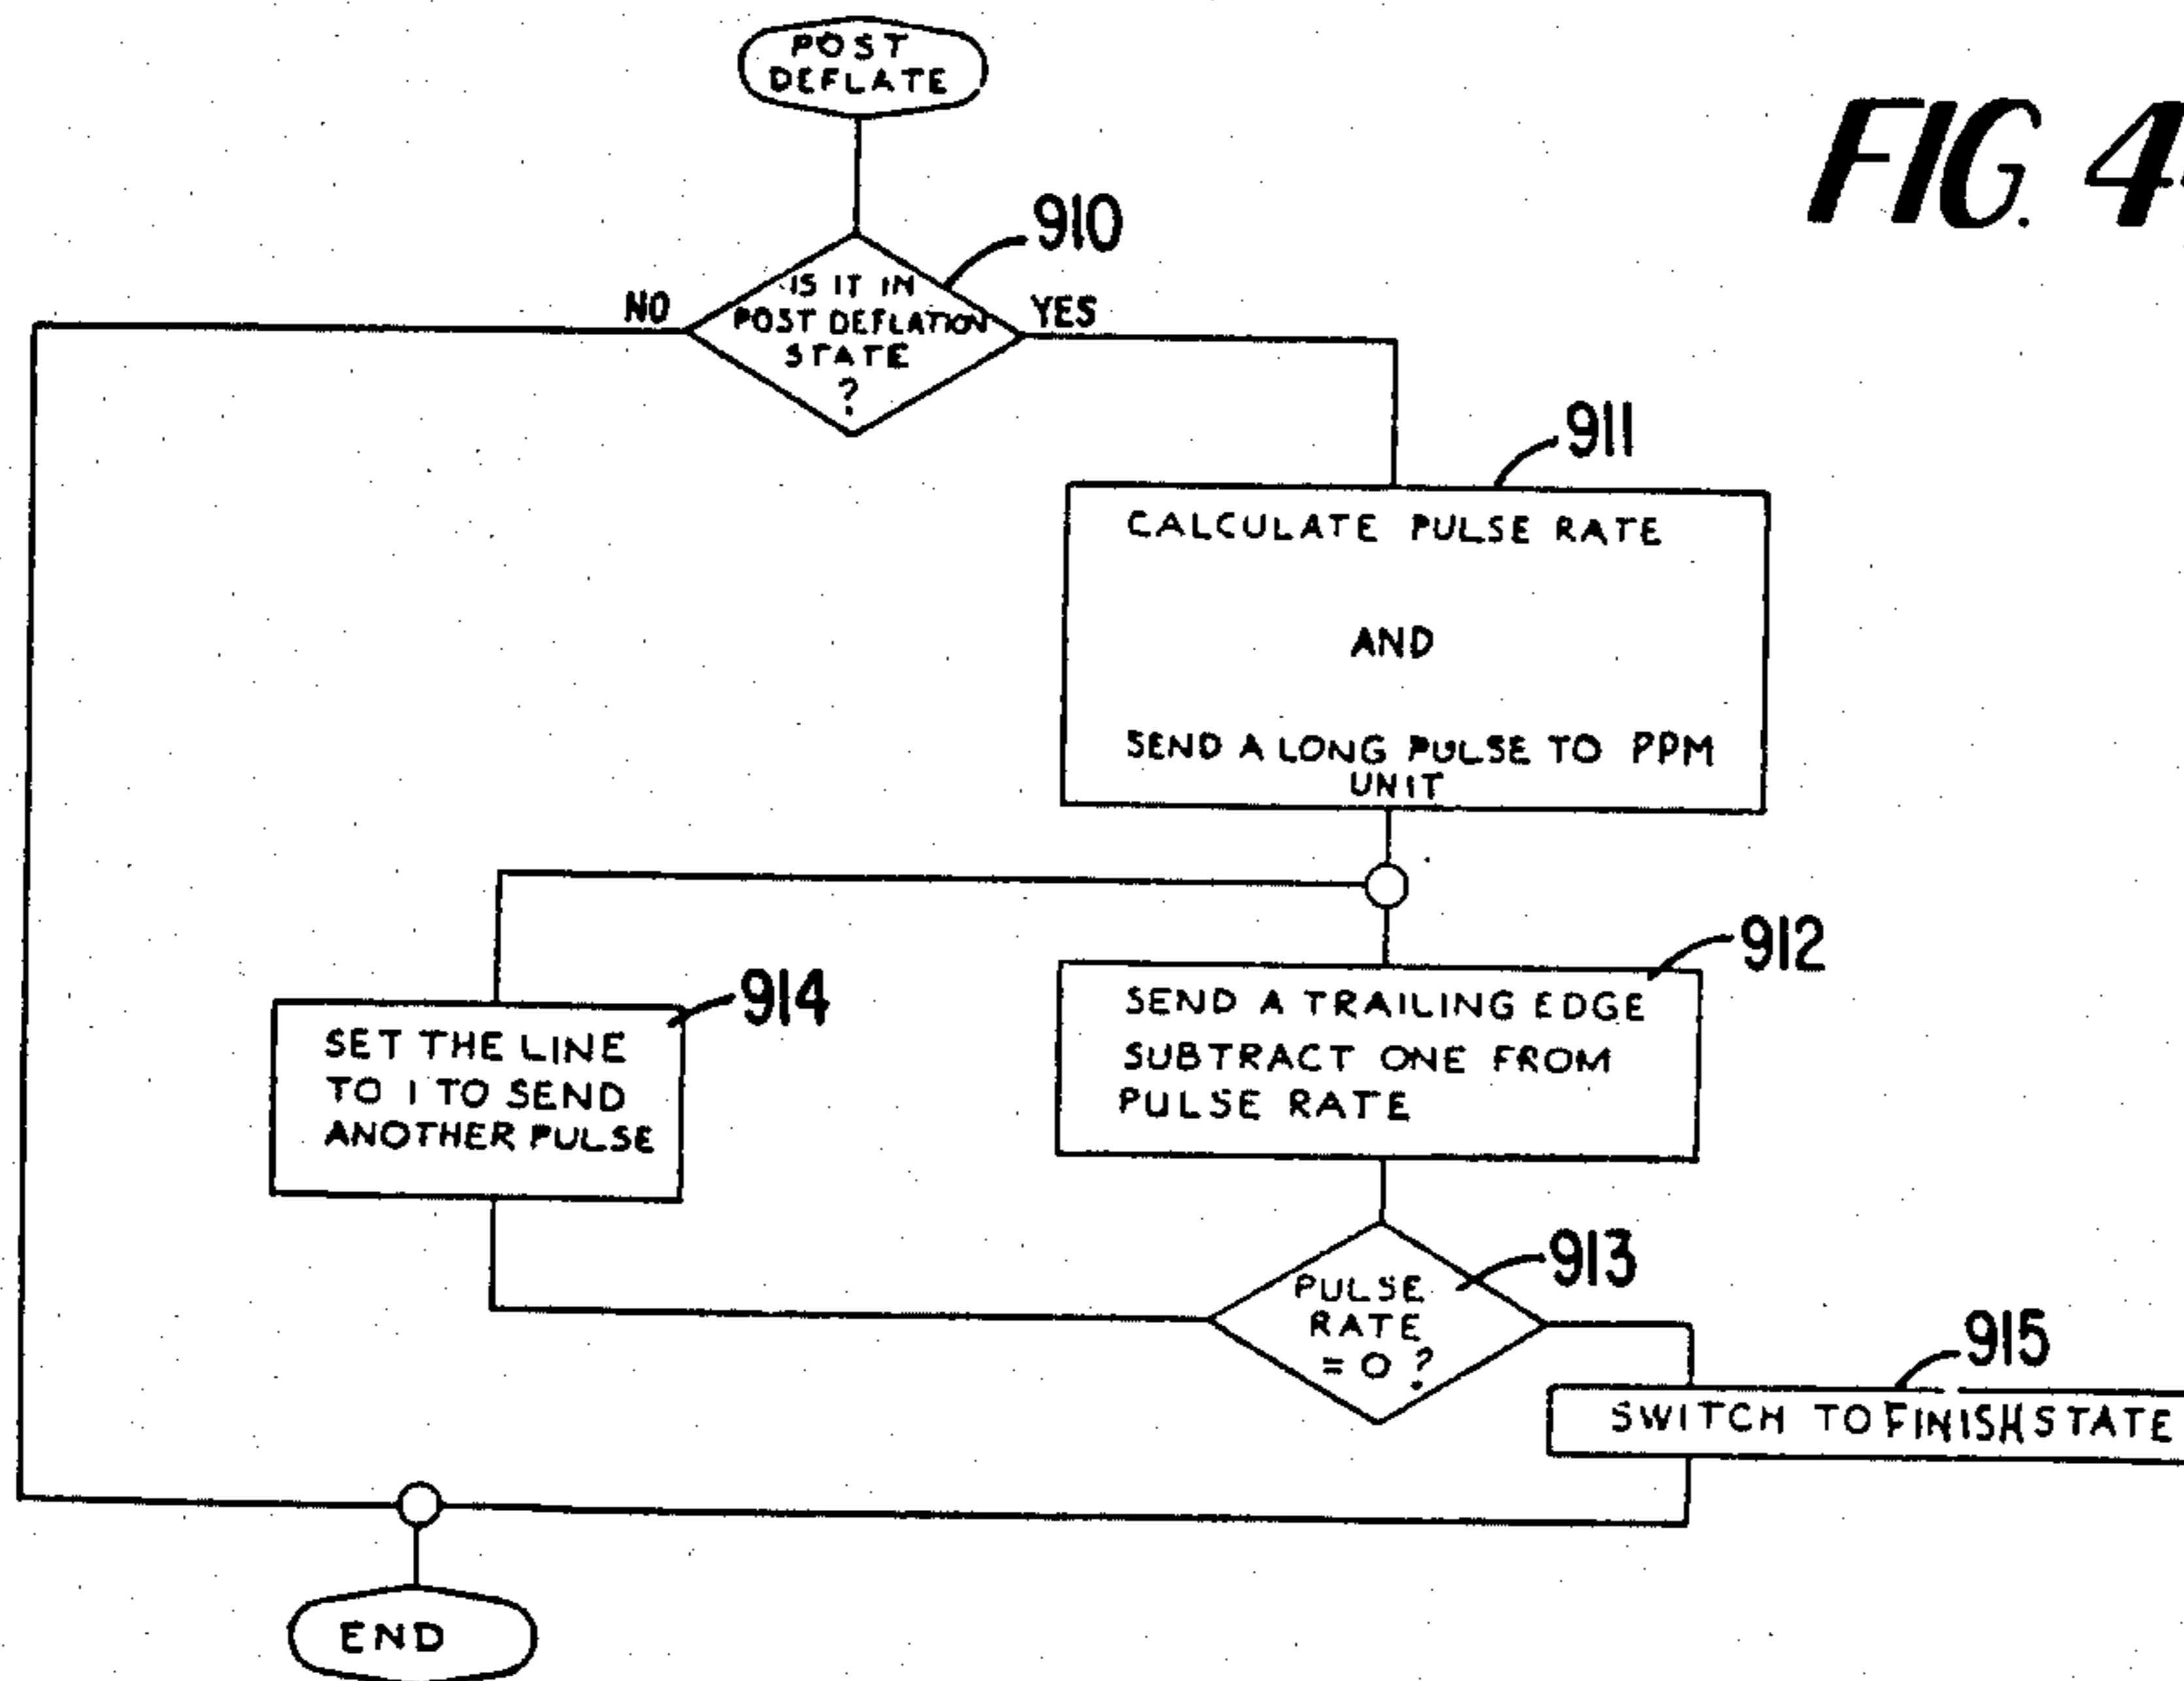 POST
DEFLATE
FIG. 4
910
IS IT IN
POST DEFLATION
STATE
?
NO
YES
911
CALCULATE PULSE RATE
AND
SEND A LONG PULSE TO PPM
UNIT
912
SEND A TRAILING EDGE
SUBTRACT ONE FROM
PULSE RATE
914
SET THE LINE
TO 1 TO SEND
ANOTHER PULSE
913
PULSE
RATE
= 0 ?
915
SWITCH TO FINISH STATE
END